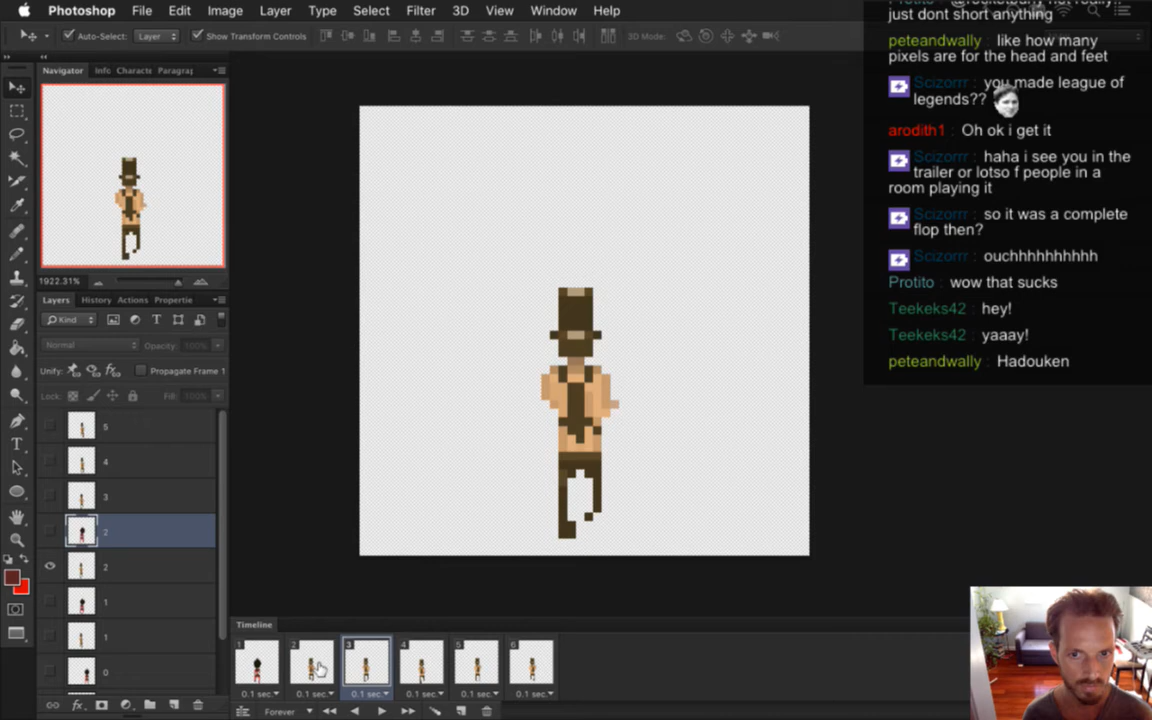 Photoshop File Edit Image Layer Type Select Filter 3D View Window Help
Auto-Select: Layer Show Transform Controls 3D Mode:
Navigator Info Characte Paragraj
1922.31%
Layers History Actions Propertie
Kind
Normal Opacity: 100%
Unify: Propagate Frame 1
Lock: Fill: 100%
5
4
3
2
2
1
1
0
Timeline
1 2 3 4 5 6
0.1 sec. 0.1 sec. 0.1 sec. 0.1 sec. 0.1 sec. 0.1 sec.
Forever
just dont short anything
peteandwally : like how many
pixels are for the head and feet
Scizorrr : you made league of
legends??
arodith1 : Oh ok i get it
Scizorrr : haha i see you in the
trailer or lotso f people in a
room playing it
Scizorrr : so it was a complete
flop then?
Scizorrr : ouchhhhhhhhhh
Protito : wow that sucks
Teekeks42 : hey!
Teekeks42 : yaaay!
peteandwally : Hadouken